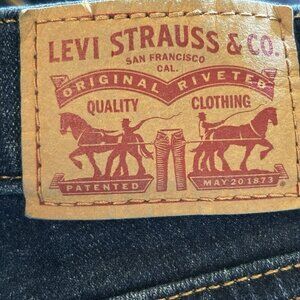 LEVI STRAUSS & CO.
SAN FRANCISCO
CAL.
ORIGINAL RIVETED
QUALITY CLOTHING
PATENTED MAY 20 1873